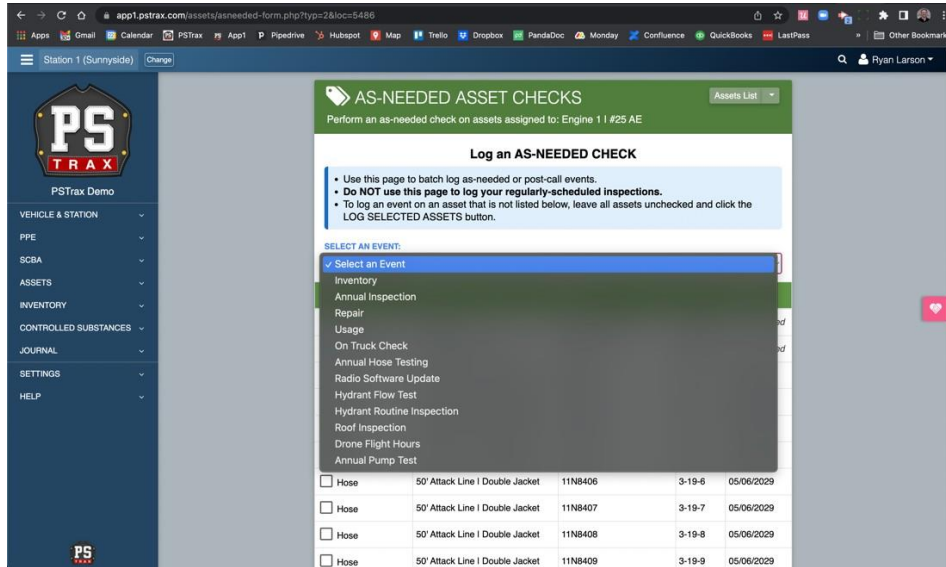 app1.pstrax.com/assets/asneeded-form.php?typ=2&loc=5486
Apps Gmail Calendar PSTrax App1 Pipedrive Hubspot Map Trello Dropbox PandaDoc Monday Confluence QuickBooks LastPass » Other Bookmark
Station 1 (Sunnyside) Change Ryan Larson
PS
TRAX
PSTrax Demo
VEHICLE & STATION
PPE
SCBA
ASSETS
INVENTORY
CONTROLLED SUBSTANCES
JOURNAL
SETTINGS
HELP
PS
AS-NEEDED ASSET CHECKS Assets List
Perform an as-needed check on assets assigned to: Engine 1 | #25 AE
Log an AS-NEEDED CHECK
• Use this page to batch log as-needed or post-call events.
• Do NOT use this page to log your regularly-scheduled inspections.
• To log an event on an asset that is not listed below, leave all assets unchecked and click the
LOG SELECTED ASSETS button.
SELECT AN EVENT:
✓ Select an Event
Inventory
Annual Inspection
Repair
Usage
On Truck Check
Annual Hose Testing
Radio Software Update
Hydrant Flow Test
Hydrant Routine Inspection
Roof Inspection
Drone Flight Hours
Annual Pump Test
Hose 50' Attack Line | Double Jacket 11N8406 3-19-6 05/06/2029
Hose 50' Attack Line | Double Jacket 11N8407 3-19-7 05/06/2029
Hose 50' Attack Line | Double Jacket 11N8408 3-19-8 05/06/2029
Hose 50' Attack Line | Double Jacket 11N8409 3-19-9 05/06/2029